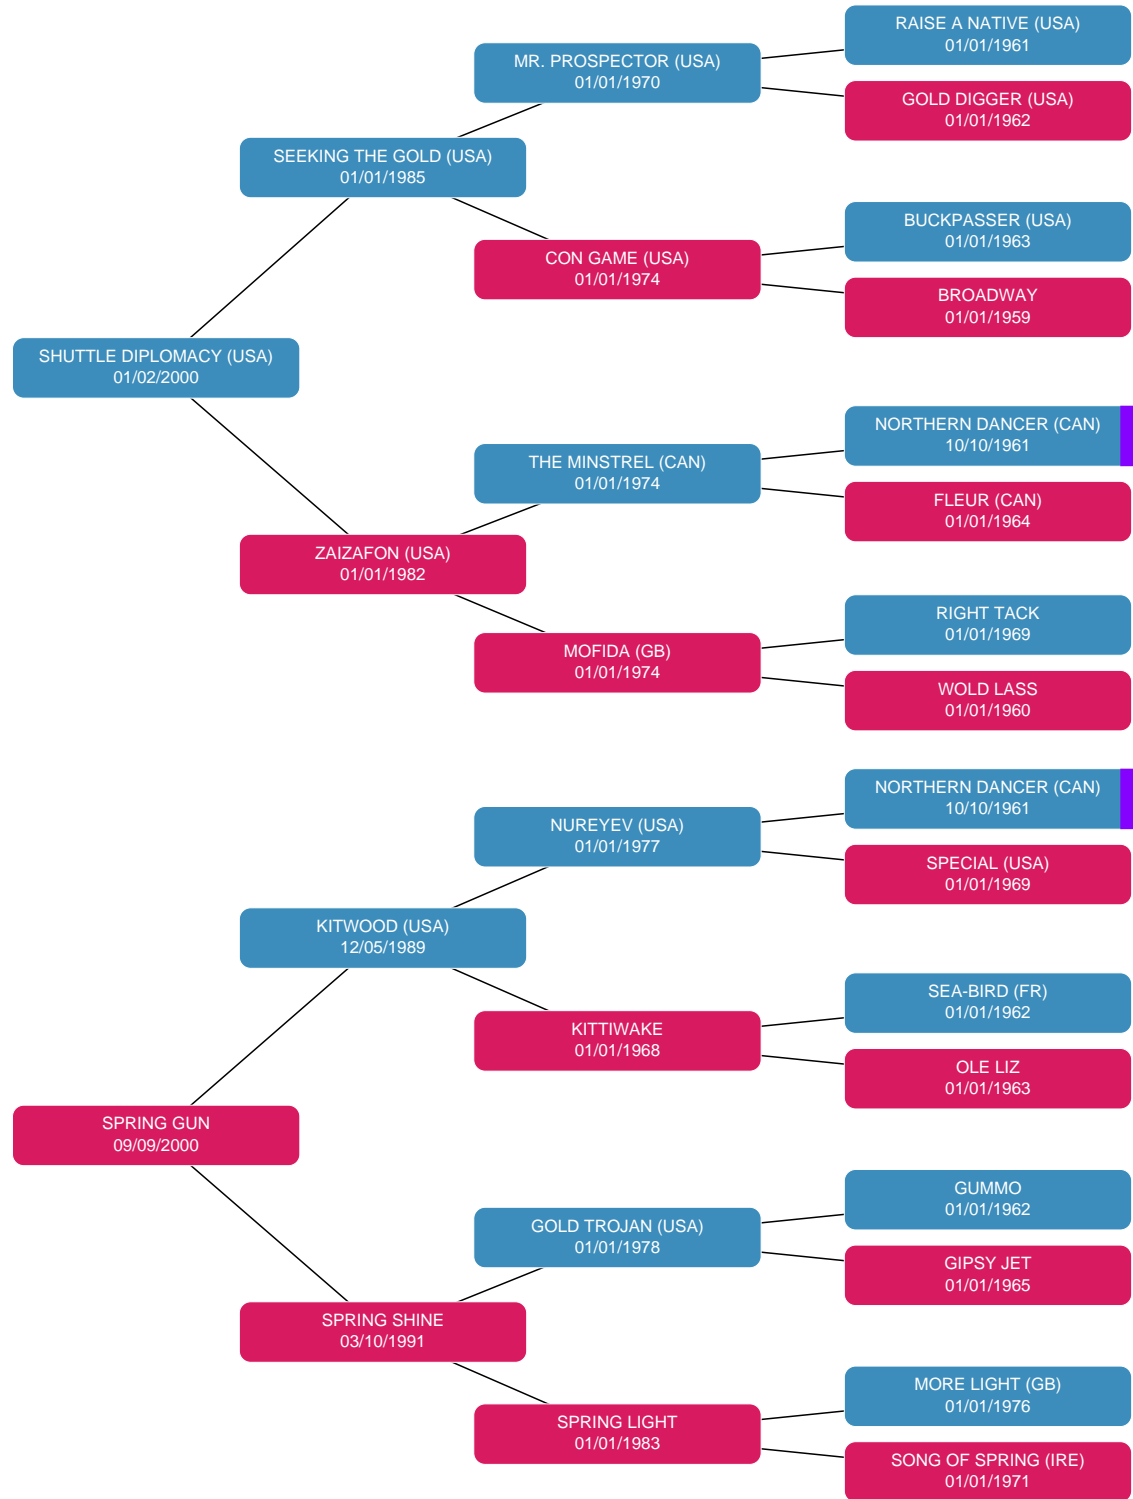 RAISE A NATIVE (USA)
01/01/1961
MR. PROSPECTOR (USA)
01/01/1970
GOLD DIGGER (USA)
01/01/1962
SEEKING THE GOLD (USA)
01/01/1985
BUCKPASSER (USA)
01/01/1963
CON GAME (USA)
01/01/1974
BROADWAY
01/01/1959
SHUTTLE DIPLOMACY (USA)
01/02/2000
NORTHERN DANCER (CAN)
10/10/1961
THE MINSTREL (CAN)
01/01/1974
FLEUR (CAN)
01/01/1964
ZAIZAFON (USA)
01/01/1982
RIGHT TACK
01/01/1969
MOFIDA (GB)
01/01/1974
WOLD LASS
01/01/1960
NORTHERN DANCER (CAN)
10/10/1961
NUREYEV (USA)
01/01/1977
SPECIAL (USA)
01/01/1969
KITWOOD (USA)
12/05/1989
SEA-BIRD (FR)
01/01/1962
KITTIWAKE
01/01/1968
OLE LIZ
01/01/1963
SPRING GUN
09/09/2000
GUMMO
01/01/1962
GOLD TROJAN (USA)
01/01/1978
GIPSY JET
01/01/1965
SPRING SHINE
03/10/1991
MORE LIGHT (GB)
01/01/1976
SPRING LIGHT
01/01/1983
SONG OF SPRING (IRE)
01/01/1971